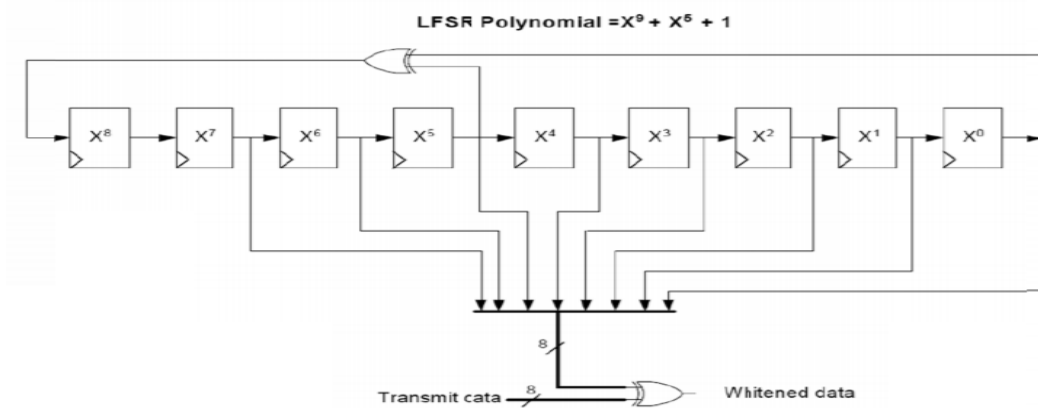 LFSR Polynomial =X⁹ + X⁵ + 1
X⁸ X⁷ X⁶ X⁵ X⁴ X³ X² X¹ X⁰
8
8
Transmit cata
Whitened data